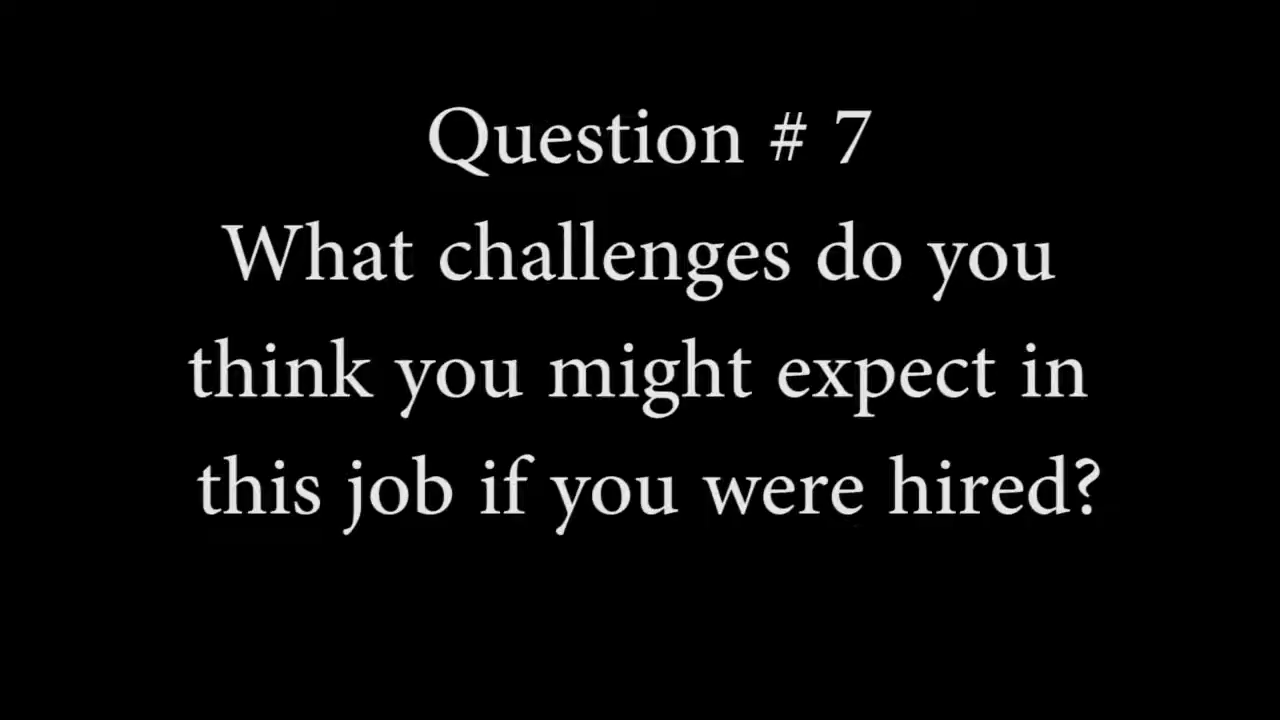 Question # 7
What challenges do you
think you might expect in
this job if you were hired?